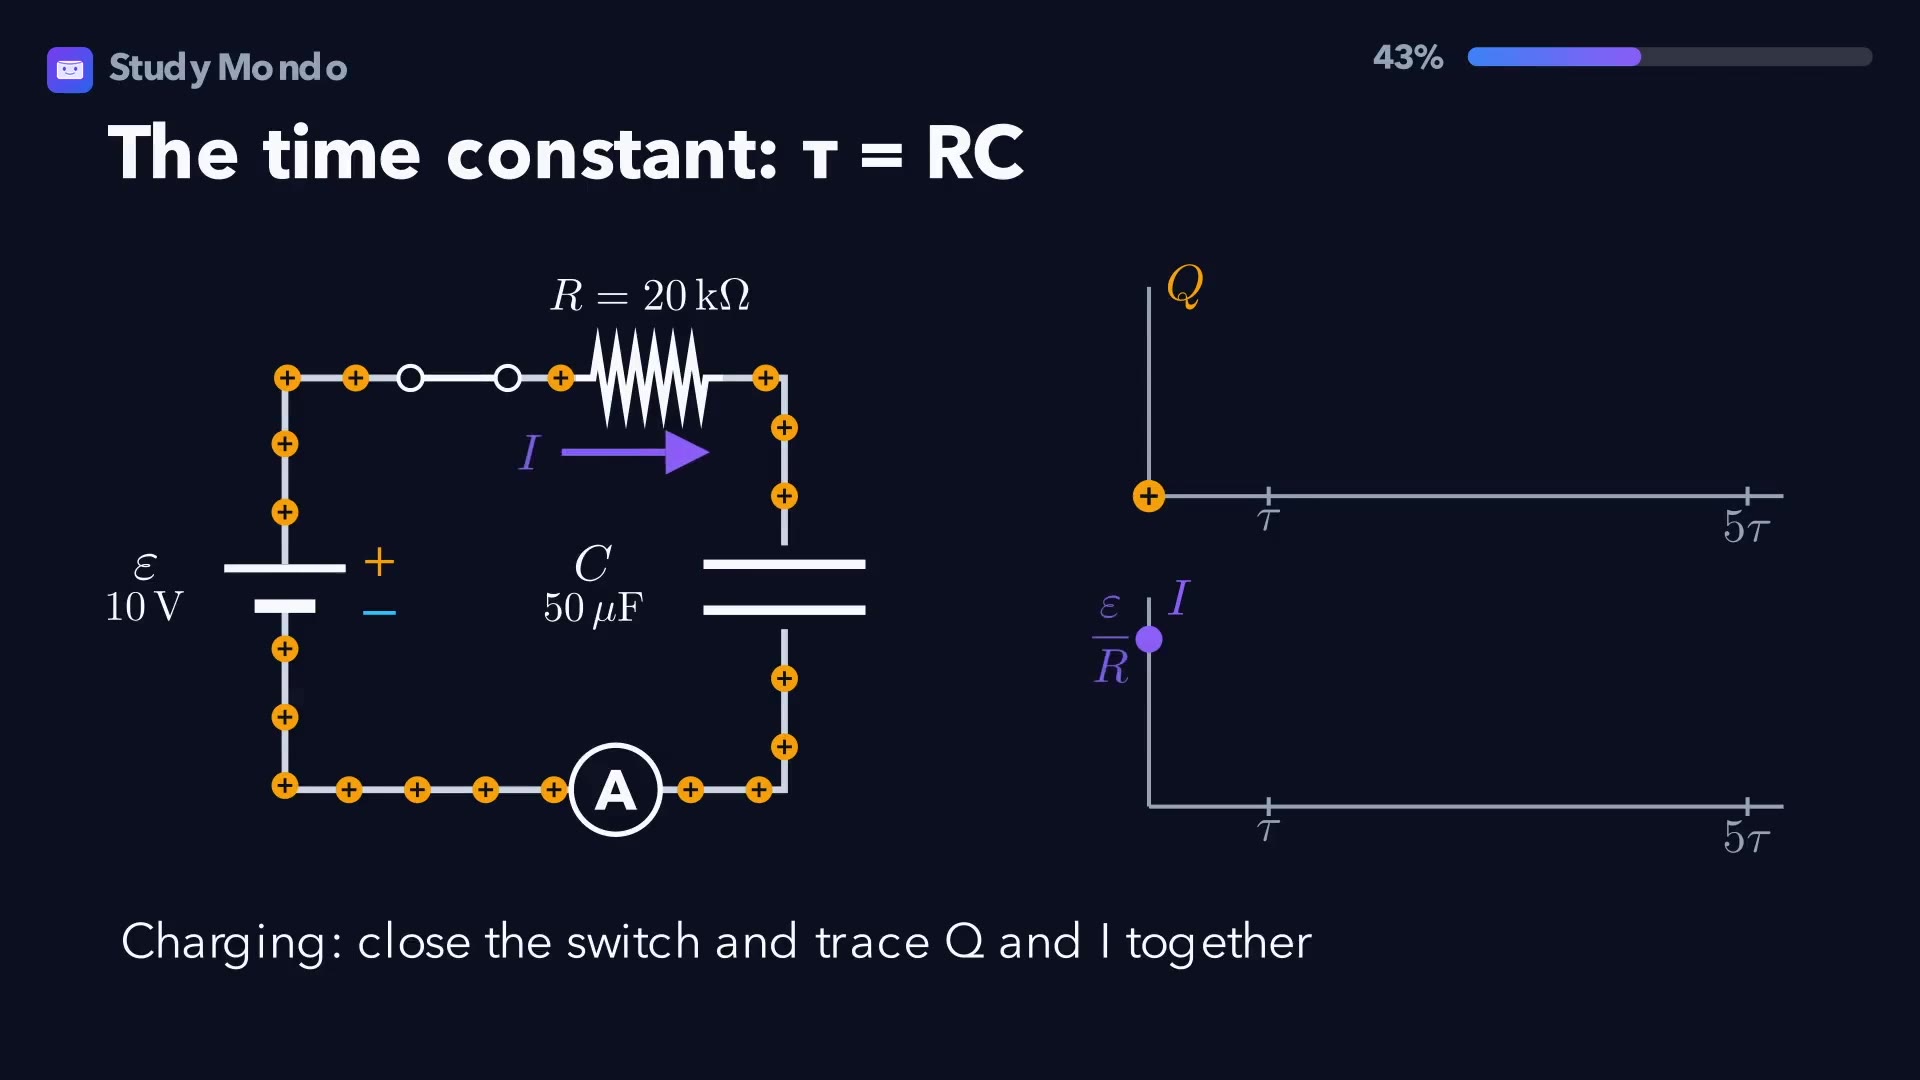 Study Mondo
43%
The time constant: τ = RC
R = 20 kΩ
I
ε
10 V
+
−
C
50 μF
A
Q
τ
5τ
I
ε
R
τ
5τ
Charging: close the switch and trace Q and I together